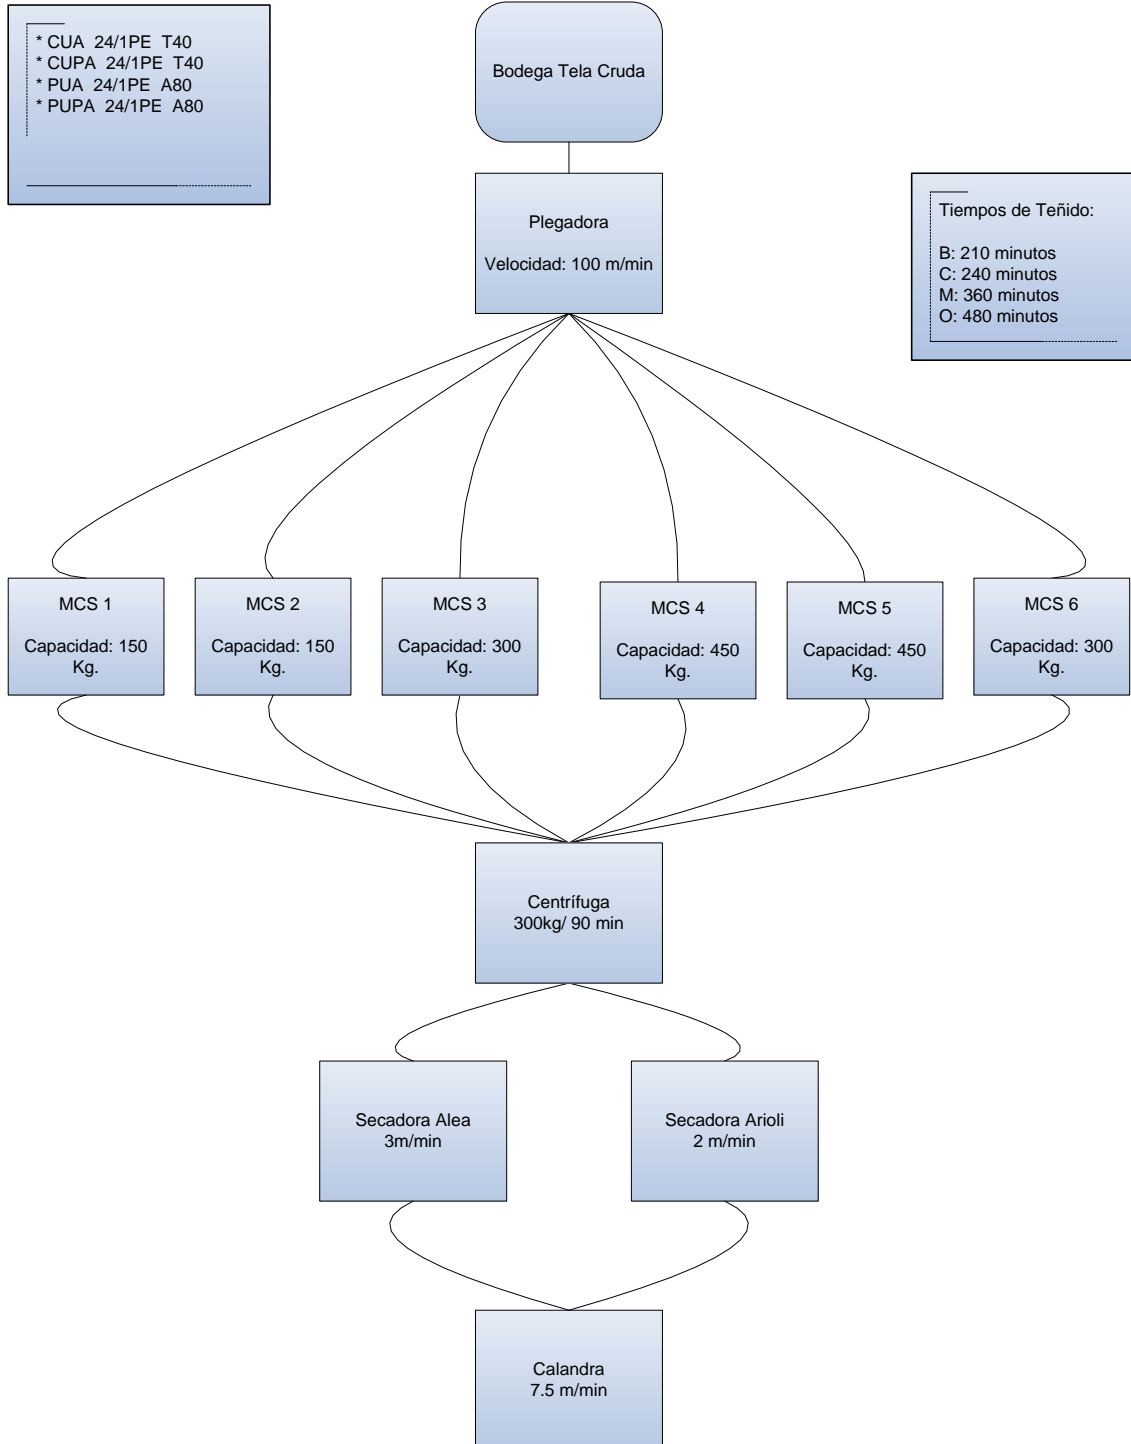 * CUA 24/1PE T40
* CUPA 24/1PE T40
* PUA 24/1PE A80
* PUPA 24/1PE A80
Bodega Tela Cruda
Plegadora
Velocidad: 100 m/min
Tiempos de Teñido:
B: 210 minutos
C: 240 minutos
M: 360 minutos
O: 480 minutos
MCS 1
Capacidad: 150
Kg.
MCS 2
Capacidad: 150
Kg.
MCS 3
Capacidad: 300
Kg.
MCS 4
Capacidad: 450
Kg.
MCS 5
Capacidad: 450
Kg.
MCS 6
Capacidad: 300
Kg.
Centrífuga
300kg/ 90 min
Secadora Alea
3m/min
Secadora Arioli
2 m/min
Calandra
7.5 m/min